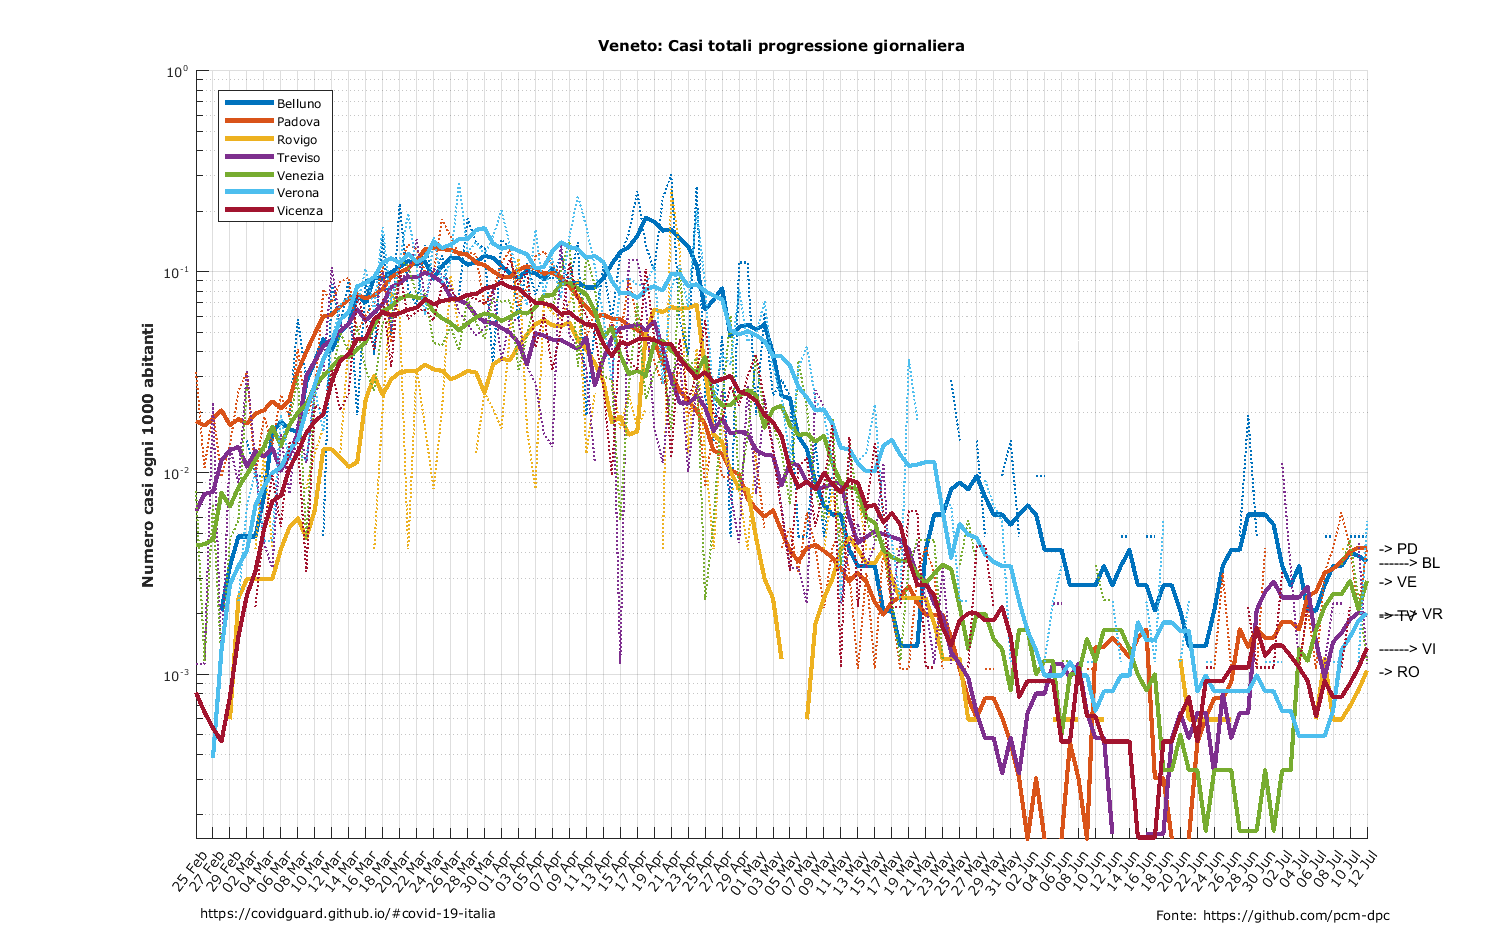 Veneto: Casi totali progressione giornaliera
10^0
10^-1
10^-2
10^-3
Numero casi ogni 1000 abitanti
Belluno
Padova
Rovigo
Treviso
Venezia
Verona
Vicenza
-> PD
------> BL
-> VE
-> TV
------> VR
------> VI
-> RO
25 Feb
27 Feb
29 Feb
02 Mar
04 Mar
06 Mar
08 Mar
10 Mar
12 Mar
14 Mar
16 Mar
18 Mar
20 Mar
22 Mar
24 Mar
26 Mar
28 Mar
30 Mar
01 Apr
03 Apr
05 Apr
07 Apr
09 Apr
11 Apr
13 Apr
15 Apr
17 Apr
19 Apr
21 Apr
23 Apr
25 Apr
27 Apr
29 Apr
01 May
03 May
05 May
07 May
09 May
11 May
13 May
15 May
17 May
19 May
21 May
23 May
25 May
27 May
29 May
31 May
02 Jun
04 Jun
06 Jun
08 Jun
10 Jun
12 Jun
14 Jun
16 Jun
18 Jun
20 Jun
22 Jun
24 Jun
26 Jun
28 Jun
30 Jun
02 Jul
04 Jul
06 Jul
08 Jul
10 Jul
12 Jul
https://covidguard.github.io/#covid-19-italia
Fonte: https://github.com/pcm-dpc